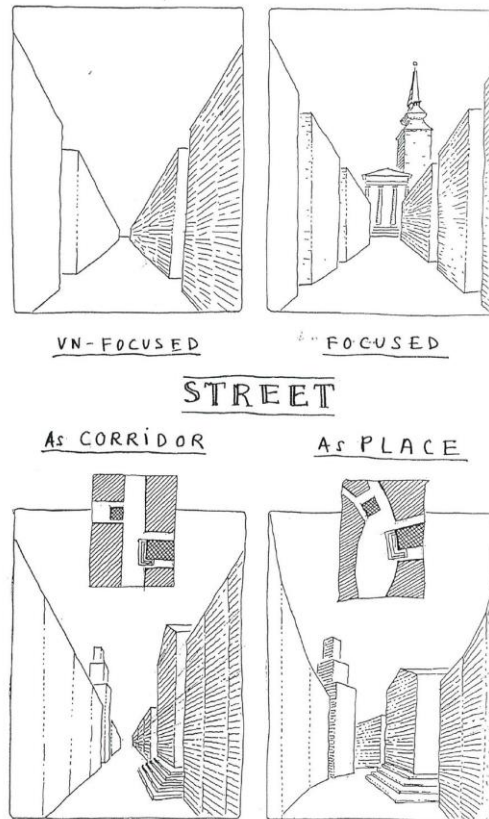 VN-FOCUSED
FOCUSED
STREET
As CORRiDOR
As PLACE